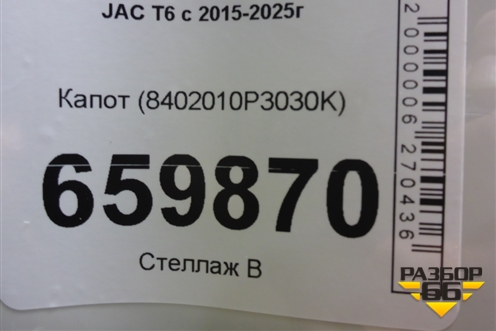 JAC T6 с 2015-2025г
Капот (8402010P3030K)
659870
Стеллаж В
2000006270436
РАЗБОР
66